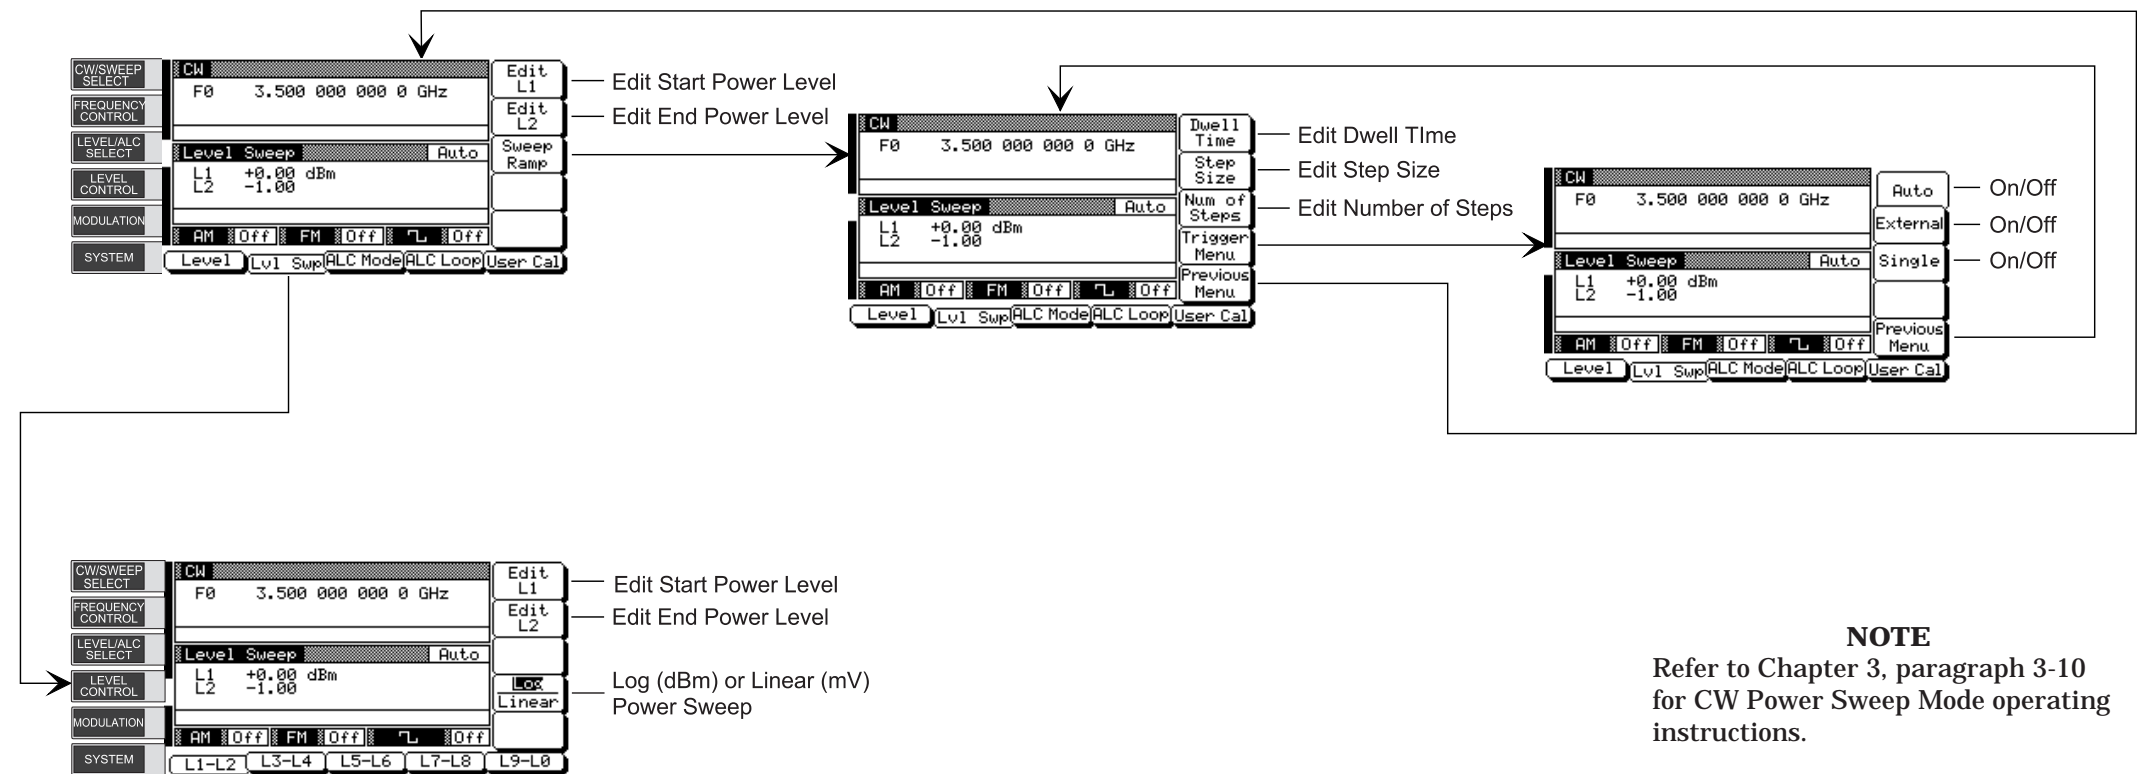 CW/SWEEP
SELECT
FREQUENCY
CONTROL
LEVEL/ALC
SELECT
LEVEL
CONTROL
MODULATION
SYSTEM
CW
F0 3.500 000 000 0 GHz
Level Sweep Auto
L1 +0.00 dBm
L2 -1.00
AM Off FM Off Off
Level Lvl Swp ALC Mode ALC Loop User Cal
Edit
L1
Edit
L2
Sweep
Ramp
Edit Start Power Level
Edit End Power Level
CW
F0 3.500 000 000 0 GHz
Level Sweep Auto
L1 +0.00 dBm
L2 -1.00
AM Off FM Off Off
Level Lvl Swp ALC Mode ALC Loop User Cal
Dwell
Time
Step
Size
Num of
Steps
Trigger
Menu
Previous
Menu
Edit Dwell TIme
Edit Step Size
Edit Number of Steps
CW
F0 3.500 000 000 0 GHz
Level Sweep Auto
L1 +0.00 dBm
L2 -1.00
AM Off FM Off Off
Level Lvl Swp ALC Mode ALC Loop User Cal
Auto
External
Single
Previous
Menu
On/Off
On/Off
On/Off
CW/SWEEP
SELECT
FREQUENCY
CONTROL
LEVEL/ALC
SELECT
LEVEL
CONTROL
MODULATION
SYSTEM
CW
F0 3.500 000 000 0 GHz
Level Sweep Auto
L1 +0.00 dBm
L2 -1.00
AM Off FM Off Off
L1-L2 L3-L4 L5-L6 L7-L8 L9-L0
Edit
L1
Edit
L2
Log
Linear
Edit Start Power Level
Edit End Power Level
Log (dBm) or Linear (mV)
Power Sweep
NOTE
Refer to Chapter 3, paragraph 3-10
for CW Power Sweep Mode operating
instructions.